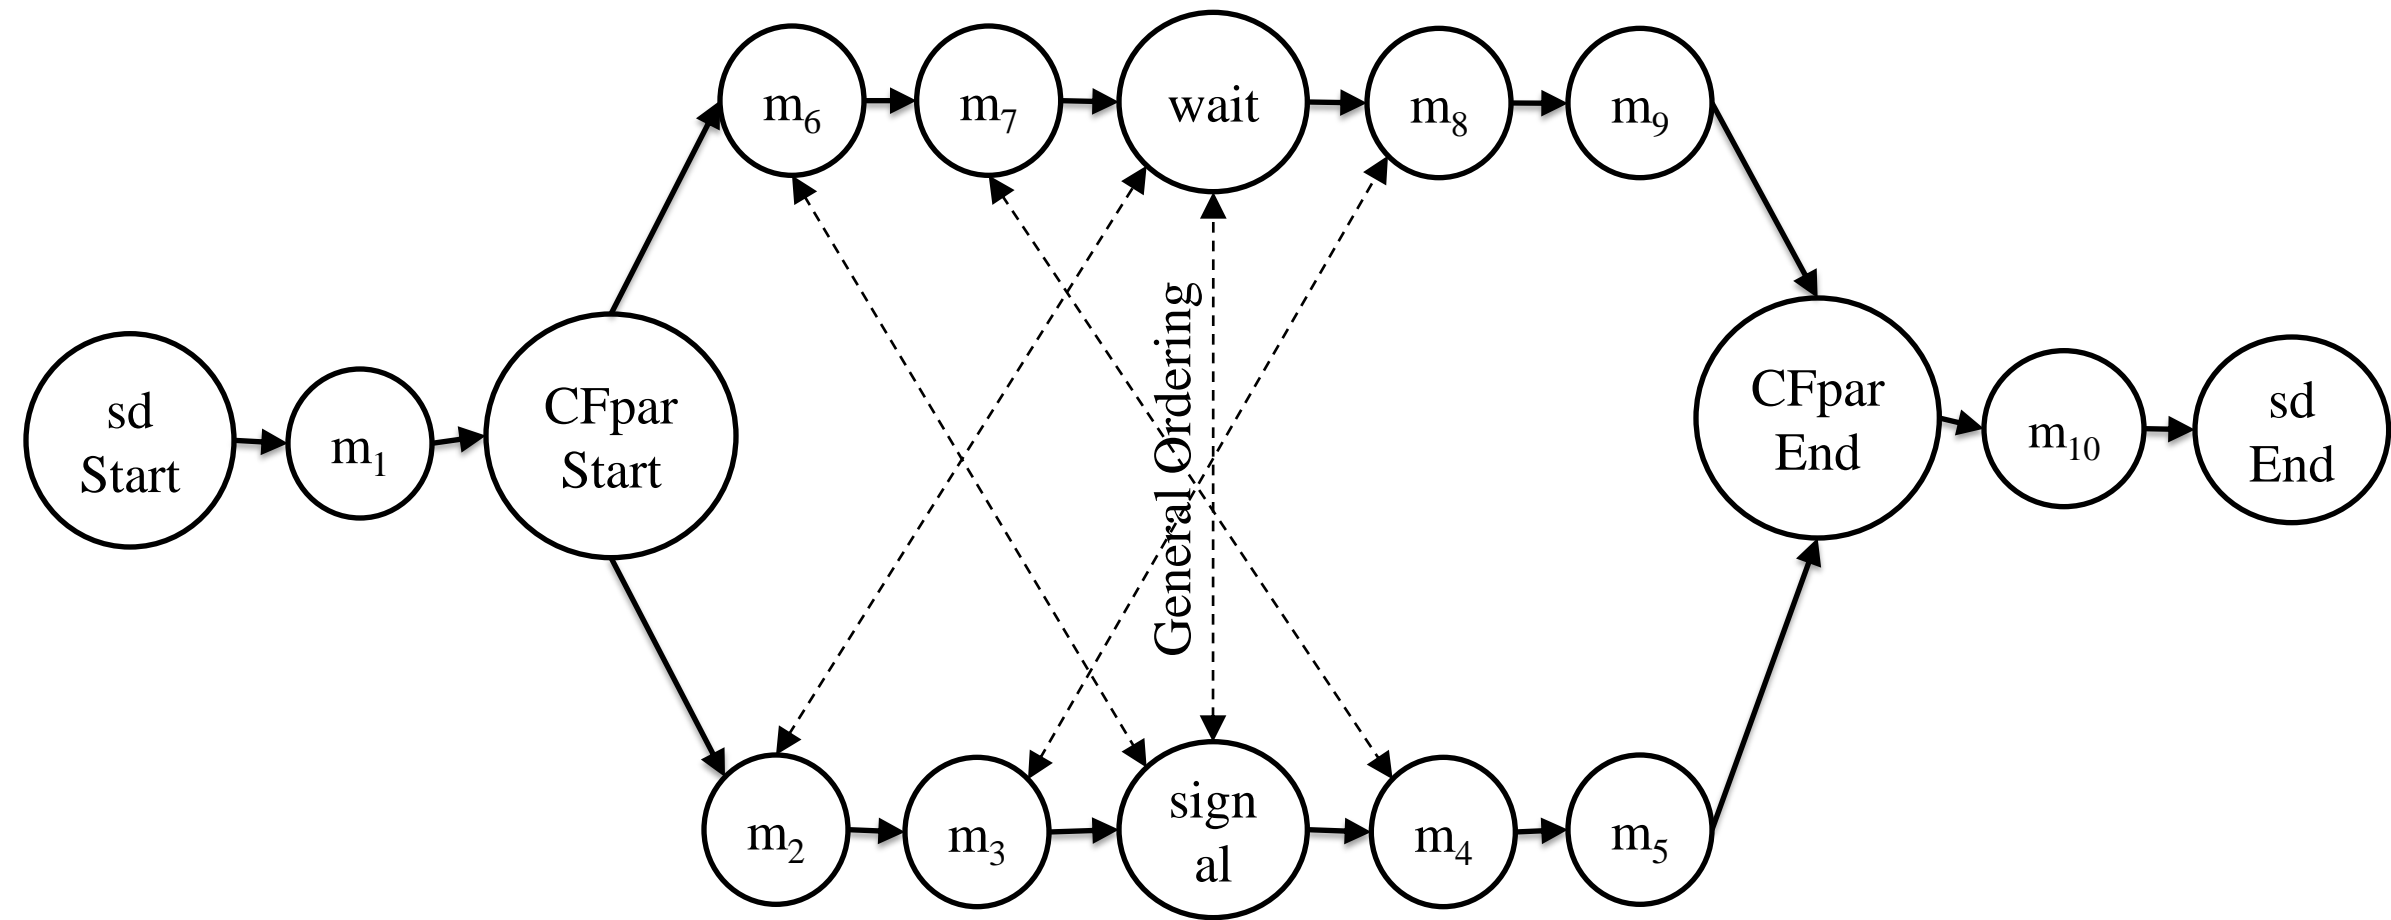 m₆
m₇
wait
m₈
m₉
sd
Start
m₁
CFpar
Start
General Ordering
CFpar
End
m₁₀
sd
End
m₂
m₃
sign
al
m₄
m₅